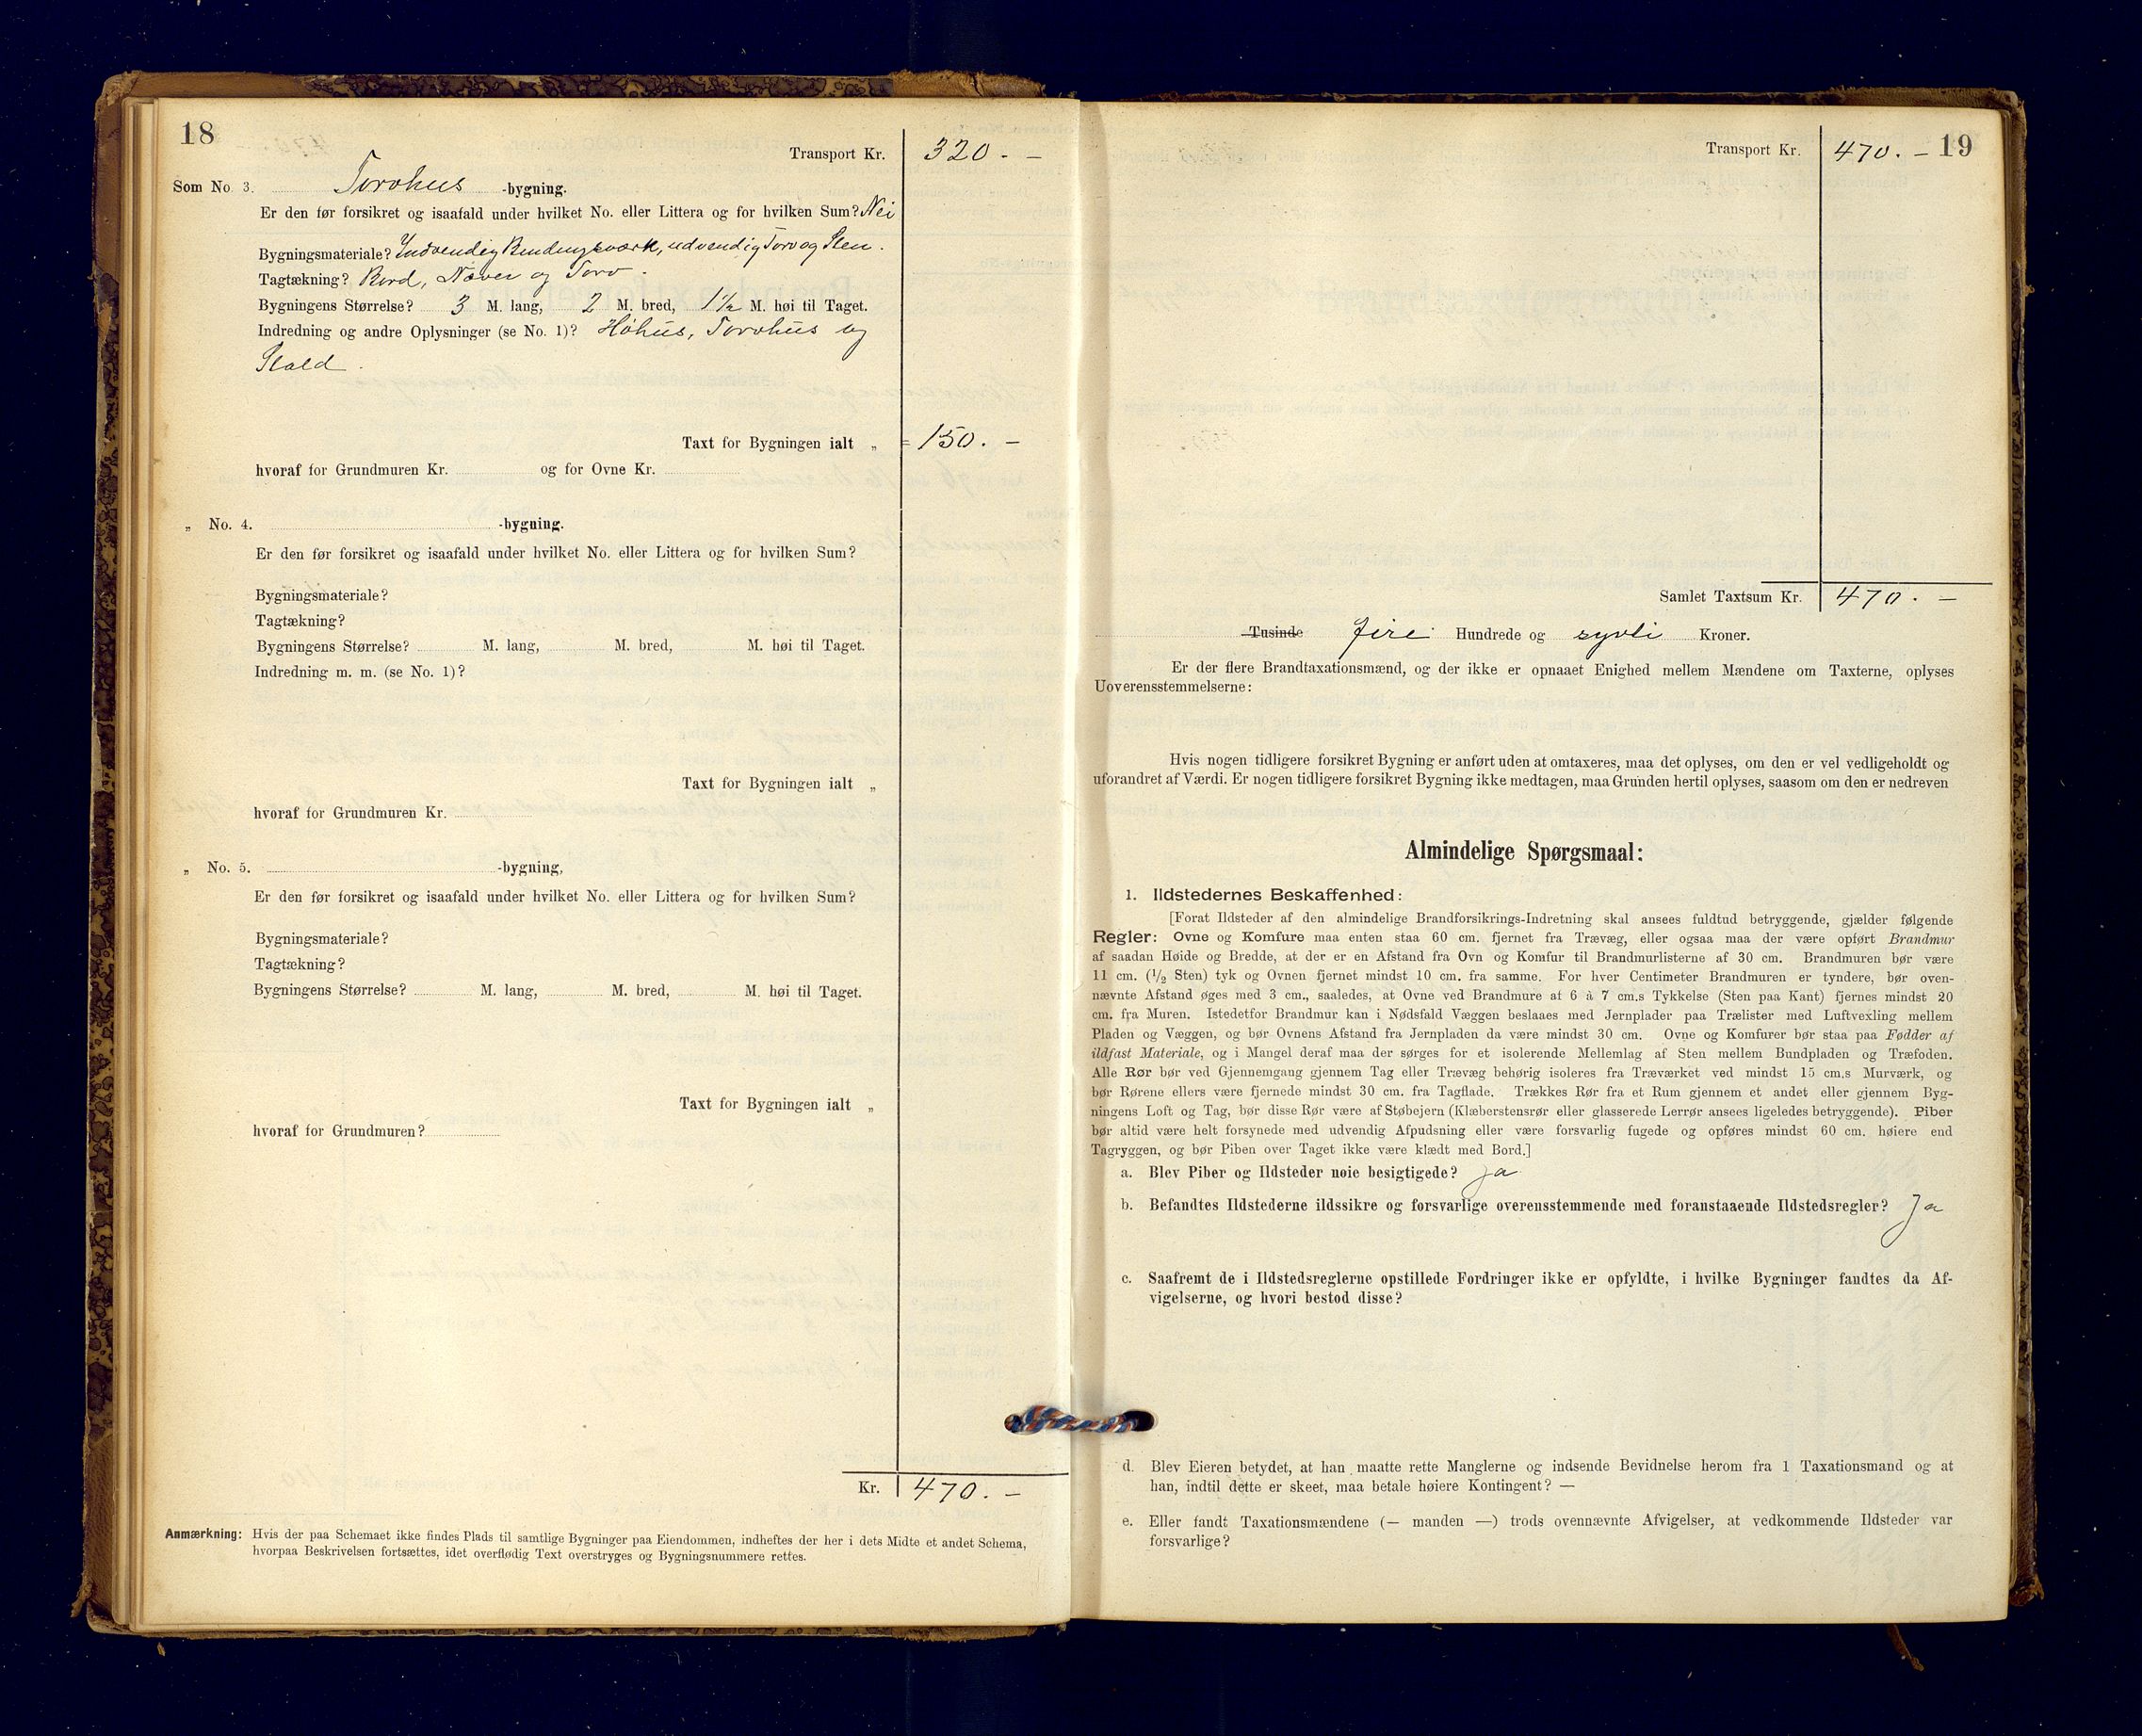 18
Transport Kr. 320. -
Som No 3. Torvhus -bygning.
Er den før forsikret og isaafald under hvilket No. eller Littera og for hvilken Sum? Nei
Bygningsmateriale? Indvendig Bindingsværk, udvendig Torv og Sten.
Tagtækning? Bord, Næver og Torv.
Bygningens Størrelse? 3 M. lang, 2 M. bred, 1½ M. høi til Taget.
Indredning og andre Oplysninger (se No. 1)? Höhus, Torvhus og
Stald.
Taxt for Bygningen ialt „ = 150. -
hvoraf for Grundmuren Kr. og for Ovne Kr.
„ No. 4. -bygning.
Er den før forsikret og isaafald under hvilket No. eller Littera og for hvilken Sum?
Bygningsmateriale?
Tagtækning?
Bygningens Størrelse? M. lang, M. bred, M. høi til Taget.
Indredning m. m. (se No. 1)?
Taxt for Bygningen ialt „
hvoraf for Grundmuren Kr.
„ No. 5. -bygning,
Er den før forsikret og isaafald under hvilket No. eller Littera og for hvilken Sum?
Bygningsmateriale?
Tagtækning?
Bygningens Størrelse? M. lang, M. bred, M. høi til Taget.
Taxt for Bygningen ialt „
hvoraf for Grundmuren?
Kr. 470. -
Anmærkning: Hvis der paa Schemaet ikke findes Plads til samtlige Bygninger paa Eiendommen, indheftes der her i dets Midte et andet Schema,
hvorpaa Beskrivelsen fortsættes, idet overflødig Text overstryges og Bygningsnummere rettes.
Transport Kr. 470. - 19
Samlet Taxtsum Kr. 470. -
Tusinde fire Hundrede og sytti Kroner.
Er der flere Brandtaxationsmænd, og der ikke er opnaaet Enighed mellem Mændene om Taxterne, oplyses
Uoverensstemmelserne:
Hvis nogen tidligere forsikret Bygning er anført uden at omtaxeres, maa det oplyses, om den er vel vedligeholdt og
uforandret af Værdi. Er nogen tidligere forsikret Bygning ikke medtagen, maa Grunden hertil oplyses, saasom om den er nedreven
Almindelige Spørgsmaal:
1. Ildstedernes Beskaffenhed:
[Forat Ildsteder af den almindelige Brandforsikrings-Indretning skal ansees fuldtud betryggende, gjælder følgende
Regler: Ovne og Komfure maa enten staa 60 cm. fjernet fra Trævæg, eller ogsaa maa der være opført Brandmur
af saadan Høide og Bredde, at der er en Afstand fra Ovn og Komfur til Brandmurlisterne af 30 cm. Brandmuren bør være
11 cm. (1/2 Sten) tyk og Ovnen fjernet mindst 10 cm. fra samme. For hver Centimeter Brandmuren er tyndere, bør oven-
nævnte Afstand øges med 3 cm., saaledes, at Ovne ved Brandmure af 6 à 7 cm.s Tykkelse (Sten paa Kant) fjernes mindst 20
cm. fra Muren. Istedetfor Brandmur kan i Nødsfald Væggen beslaaes med Jernplader paa Trælister med Luftvexling mellem
Pladen og Væggen, og bør Ovnens Afstand fra Jernpladen da være mindst 30 cm. Ovne og Komfurer bør staa paa Fødder af
ildfast Materiale, og i Mangel deraf maa der sørges for et isolerende Mellemlag af Sten mellem Bundpladen og Træfoden.
Alle Rør bør ved Gjennemgang gjennem Tag eller Trævæg behørig isoleres fra Træværket ved mindst 15 cm.s Murværk, og
bør Rørene ellers være fjernede mindst 30 cm. fra Tagflade. Trækkes Rør fra et Rum gjennem et andet eller gjennem Byg-
ningens Loft og Tag, bør disse Rør være af Støbejern (Klæberstensrør eller glasserede Lerrør ansees ligeledes betryggende). Piber
bør altid være helt forsynede med udvendig Afpudsning eller være forsvarlig fugede og opføres mindst 60 cm. høiere end
Tagryggen, og bør Piben over Taget ikke være klædt med Bord.]
a. Blev Piber og Ildsteder nøie besigtigede? Ja
b. Befandtes Ildstederne ildssikre og forsvarlige overensstemmende med foranstaaende Ildstedsregler? Ja
c. Saafremt de i Ildstedsreglerne opstillede Fordringer ikke er opfyldte, i hvilke Bygninger fandtes da Af-
vigelserne, og hvori bestod disse?
d. Blev Eieren betydet, at han maatte rette Manglerne og indsende Bevidnelse herom fra 1 Taxationsmand og at
han, indtil dette er skeet, maa betale høiere Kontingent? —
e. Eller fandt Taxationsmændene (— manden —) trods ovennævnte Afvigelser, at vedkommende Ildsteder var
forsvarlige?